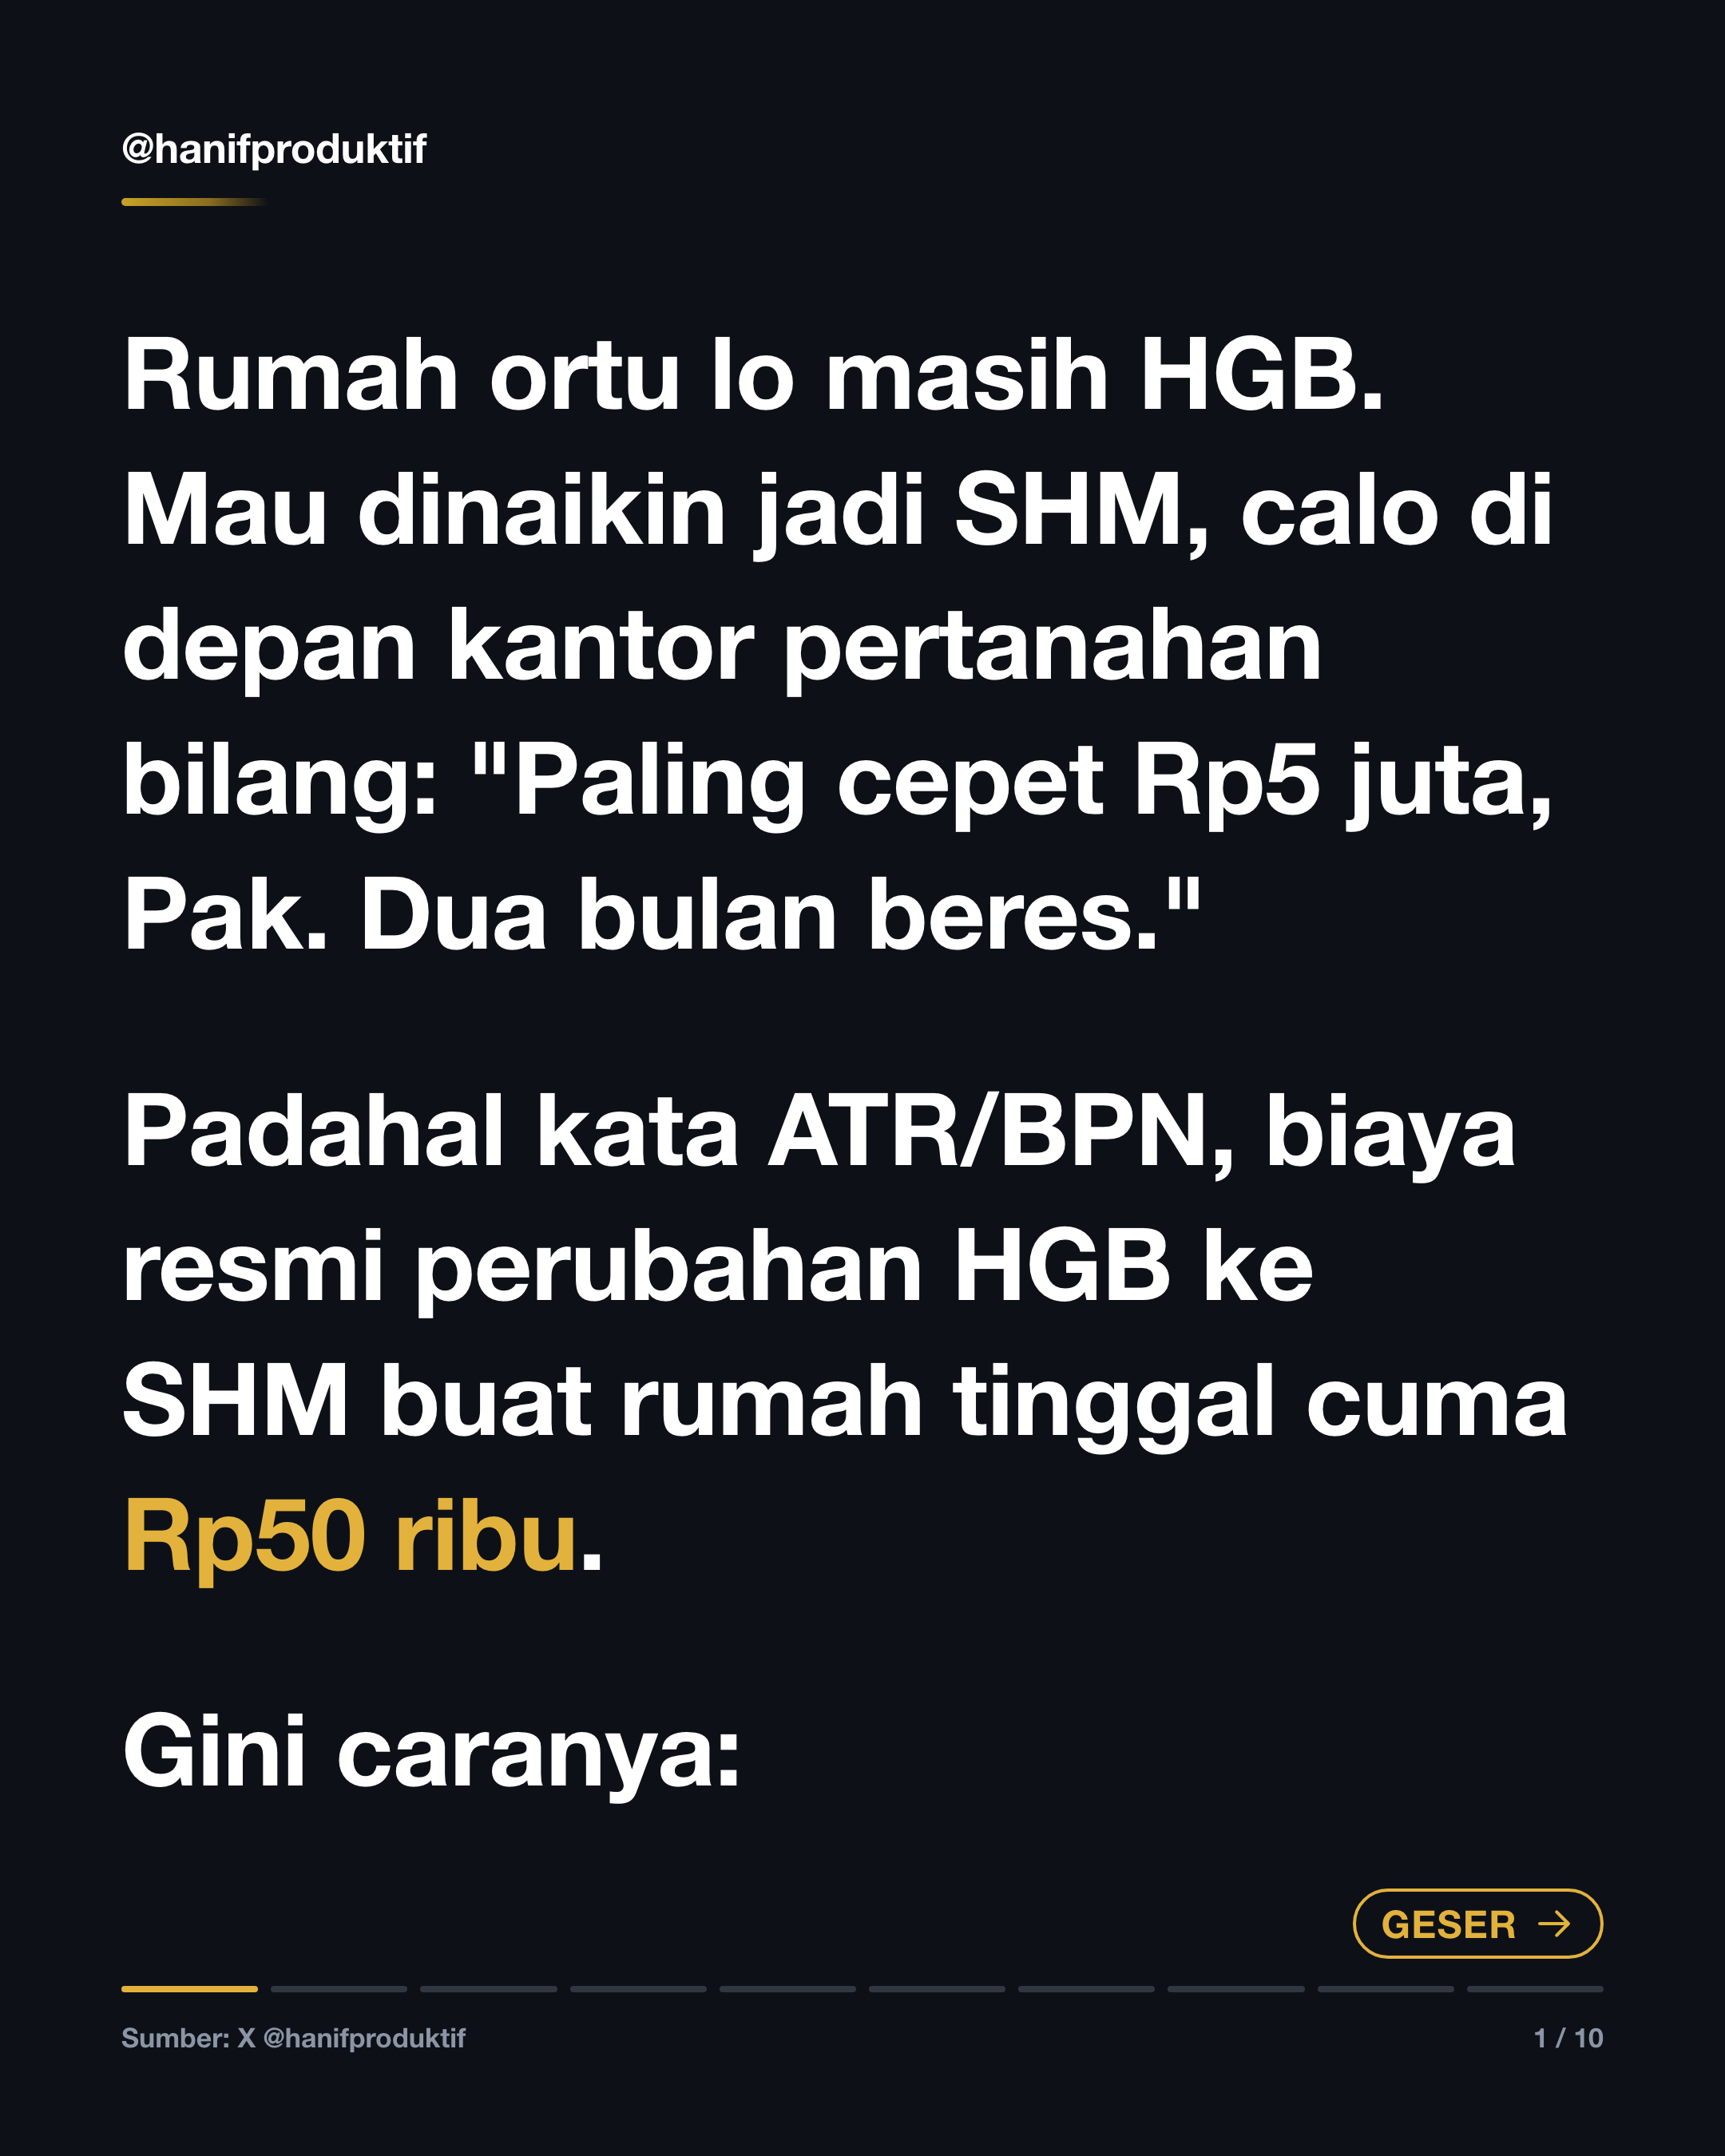 @hanifproduktif
Rumah ortu lo masih HGB.
Mau dinaikin jadi SHM, calo di
depan kantor pertanahan
bilang: "Paling cepet Rp5 juta,
Pak. Dua bulan beres."
Padahal kata ATR/BPN, biaya
resmi perubahan HGB ke
SHM buat rumah tinggal cuma
Rp50 ribu.
Gini caranya:
GESER →
Sumber: X @hanifproduktif
1 / 10